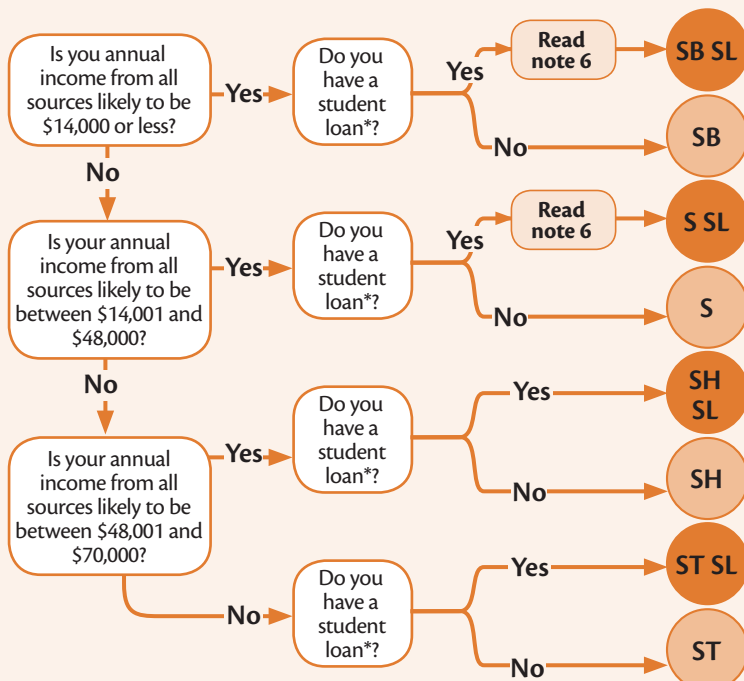 Is you annual
income from all
sources likely to be
$14,000 or less?
Yes
Do you
have a
student
loan*?
Yes
Read
note 6
SB SL
No
SB
No
Is your annual
income from all
sources likely to be
between $14,001 and
$48,000?
Yes
Do you
have a
student
loan*?
Yes
Read
note 6
S SL
No
S
No
Is your annual
income from all
sources likely to be
between $48,001 and
$70,000?
Yes
Do you
have a
student
loan*?
Yes
SH
SL
No
SH
No
Do you
have a
student
loan*?
Yes
ST SL
No
ST